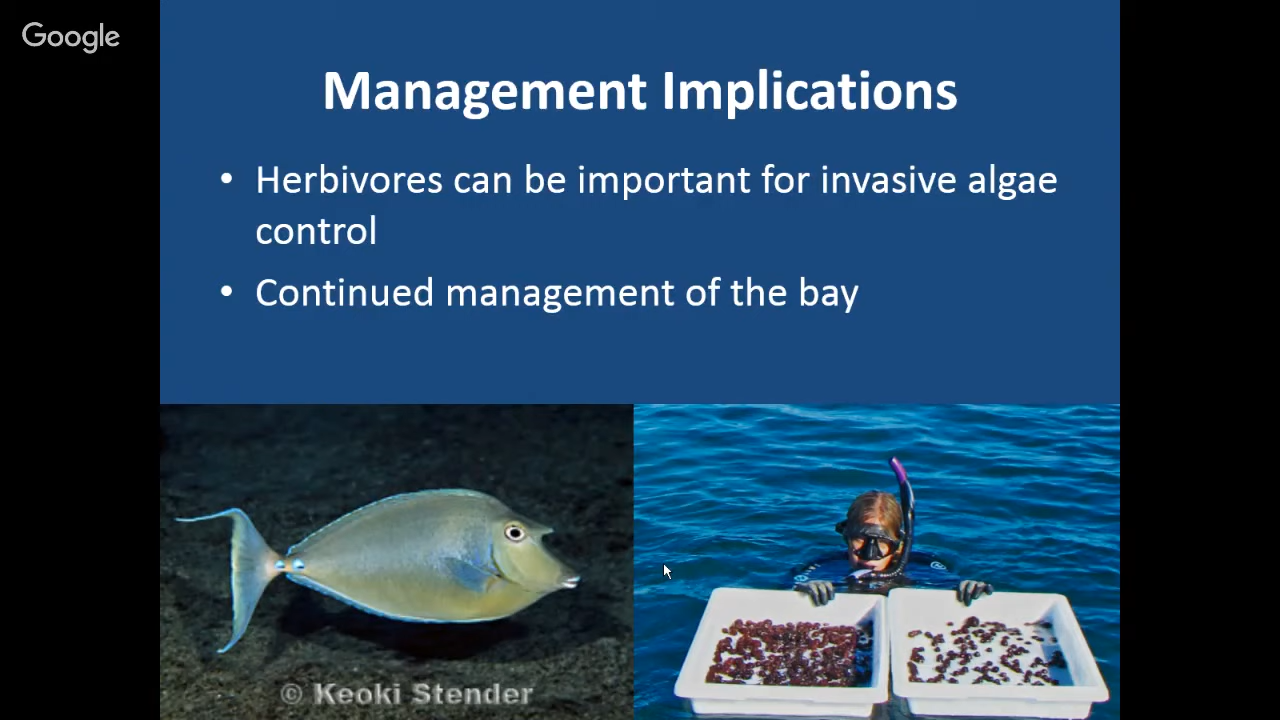 Google
Management Implications
• Herbivores can be important for invasive algae
control
• Continued management of the bay
© Keoki Stender